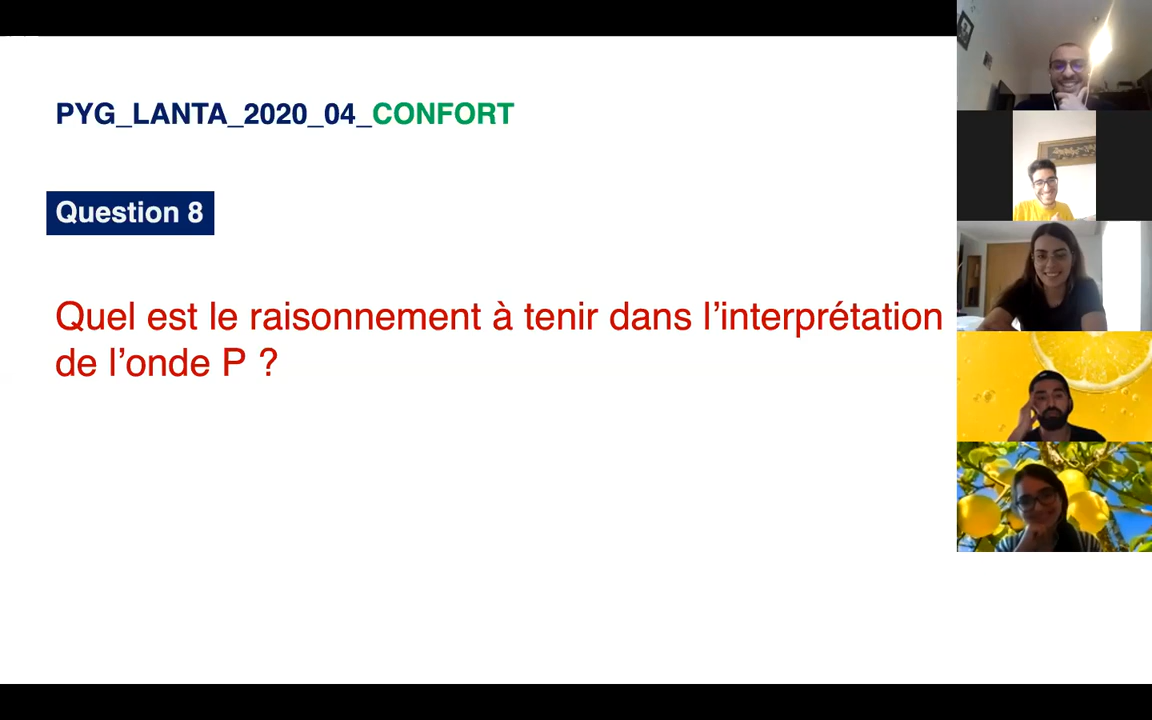 PYG_LANTA_2020_04_CONFORT
Question 8
Quel est le raisonnement à tenir dans l’interprétation
de l’onde P ?